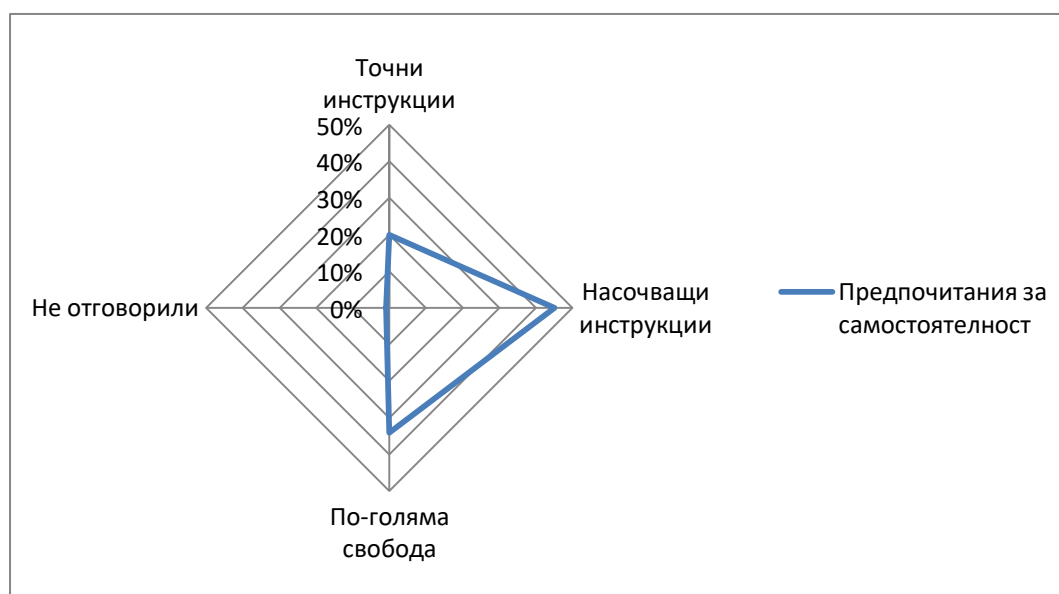 Точни
инструкции
50%
40%
30%
20%
10%
0%
Не отговорили
Насочващи
инструкции
Предпочитания за
самостоятелност
По-голяма
свобода